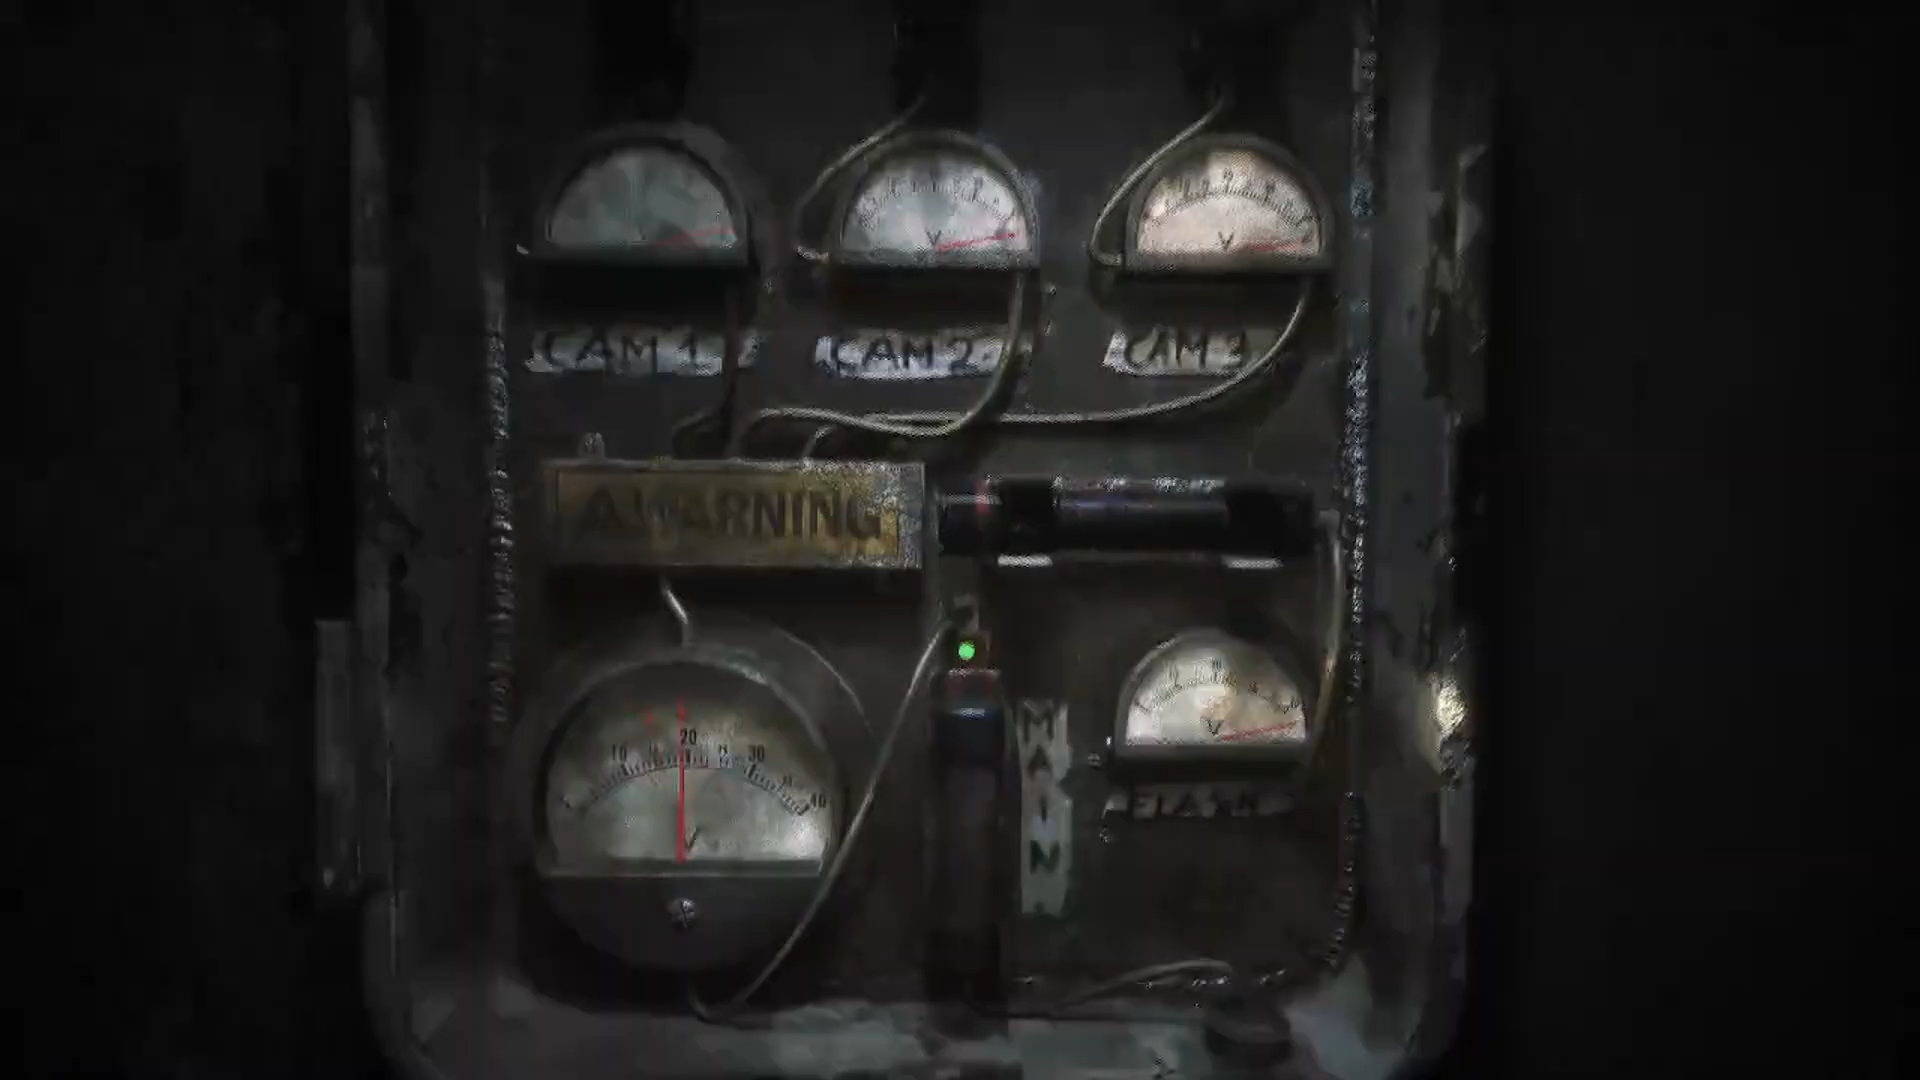 V V V
CAM 1 CAM 2 CAM 3
⚠WARNING
10 20 30 40
V
MAIN
V